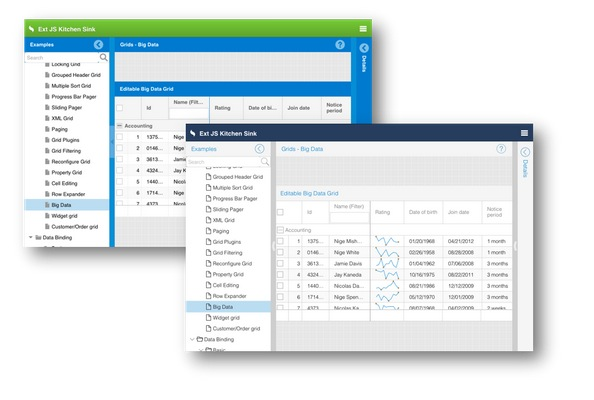 Ext JS Kitchen Sink
Examples
Grids - Big Data
Details
Search
Locking Grid
Grouped Header Grid
Multiple Sort Grid
Progress Bar Pager
Sliding Pager
XML Grid
Paging
Grid Plugins
Grid Filtering
Reconfigure Grid
Property Grid
Cell Editing
Row Expander
Big Data
Widget grid
Customer/Order grid
Data Binding
Editable Big Data Grid
Id Name (Filt... Rating Date of bi... Join date Notice period
Accounting
1 1375... Nige
2 0146... Nige
3 3613... Jamie
4 4324... Jay K
5 1440... Nicol
6 1714... Nige
7 4373
Ext JS Kitchen Sink
Examples
Grids - Big Data
Details
Search
Grouped Header Grid
Multiple Sort Grid
Progress Bar Pager
Sliding Pager
XML Grid
Paging
Grid Plugins
Grid Filtering
Reconfigure Grid
Property Grid
Cell Editing
Row Expander
Big Data
Widget grid
Customer/Order grid
Data Binding
Basic
Editable Big Data Grid
Id Name (Filter) Rating Date of birth Join date Notice period
Accounting
1 1375... Nige Mish... 01/20/1968 04/21/2012 1 month
2 0146... Nige White 02/26/1958 08/28/2008 1 month
3 3613... Jamie Davis 01/04/1962 07/06/2008 3 months
4 4324... Jay Kaneda 10/16/1975 08/22/2011 3 months
5 1440... Nicolas Da... 08/21/1986 12/01/2009 3 months
6 1714... Nige Spen... 05/12/1970 12/01/2009 3 months
7 4373 Nicolas Ka... 08/07/1968 04/02/2009 2 weeks